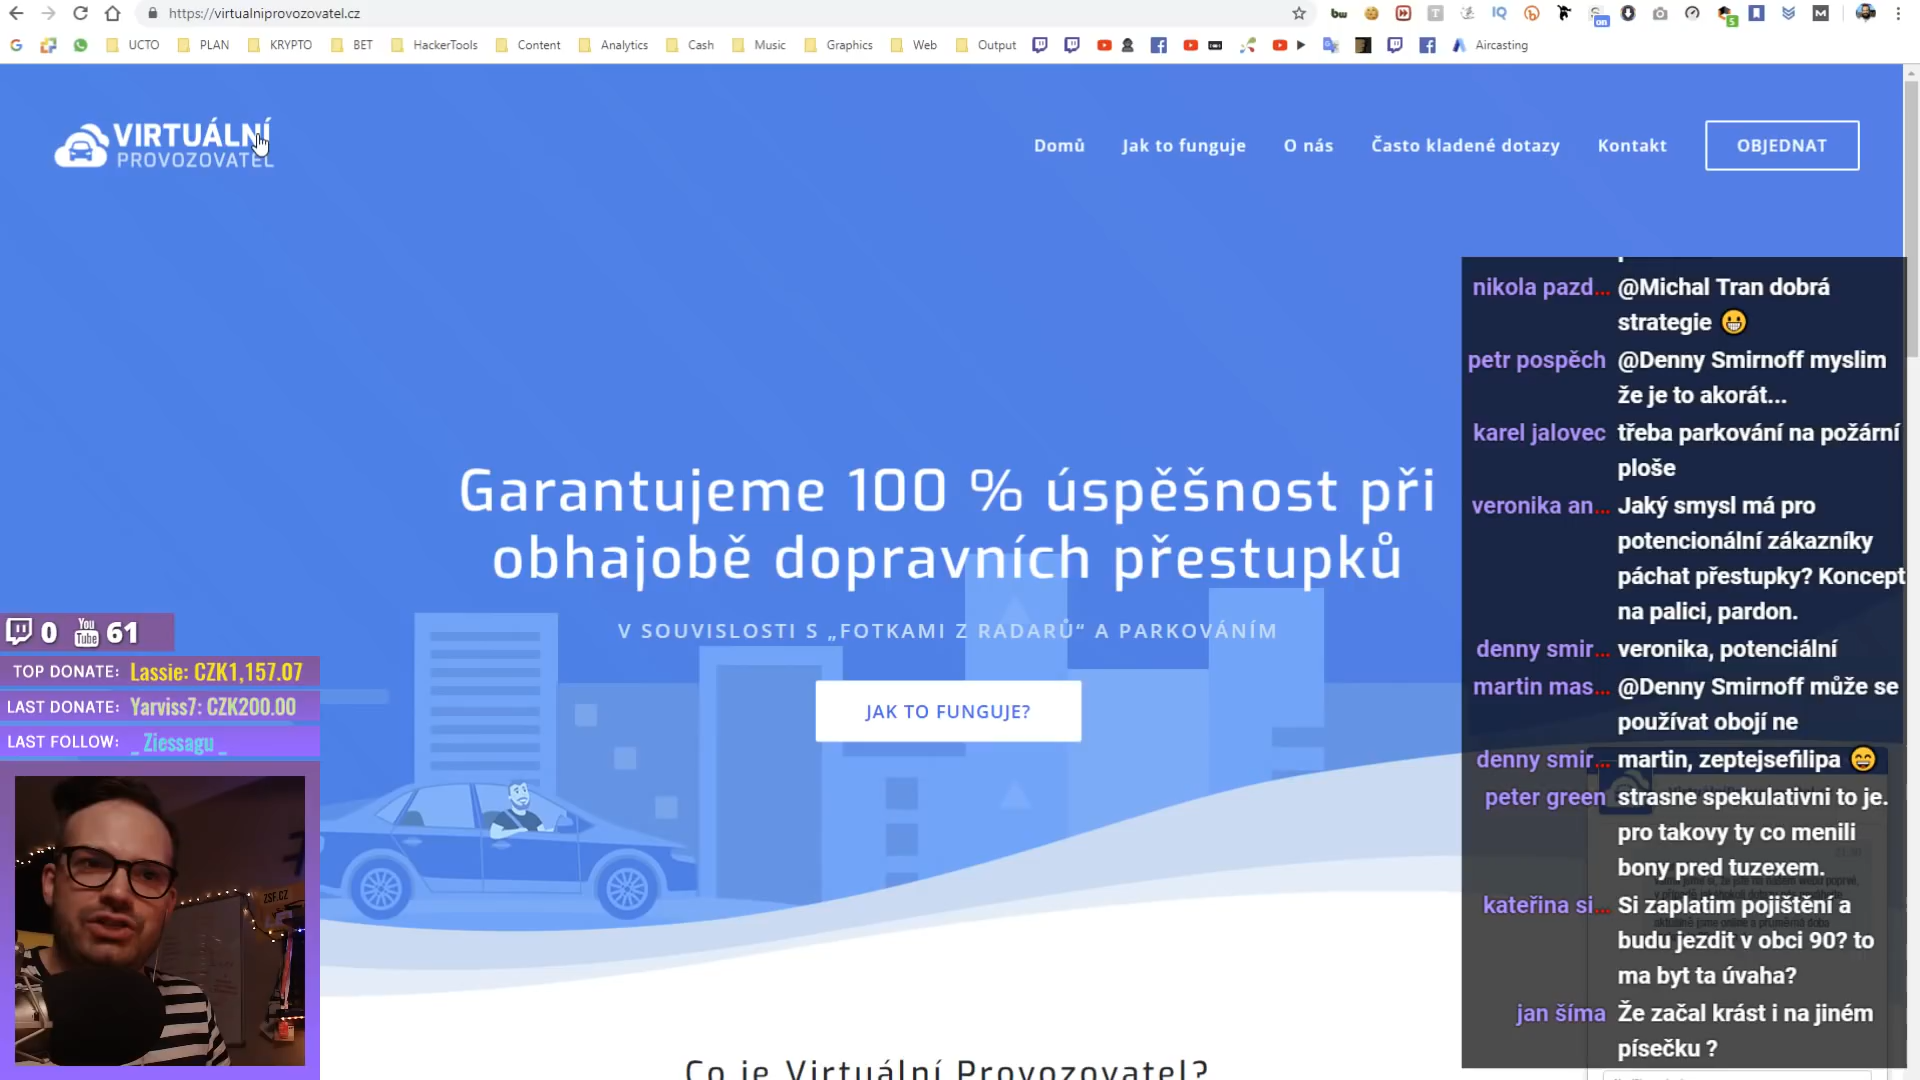 https://virtualniprovozovatel.cz
UCTO
PLAN
KRYPTO
BET
HackerTools
Content
Analytics
Cash
Music
Graphics
Web
Output
Aircasting
VIRTUÁLNÍ
PROVOZOVATEL
Domů
Jak to funguje
O nás
Často kladené dotazy
Kontakt
OBJEDNAT
Garantujeme 100 % úspěšnost při
obhajobě dopravních přestupků
V SOUVISLOSTI S „FOTKAMI Z RADARŮ“ A PARKOVÁNÍM
JAK TO FUNGUJE?
Co je Virtuální Provozovatel?
0
You
Tube
61
TOP DONATE: Lassie: CZK1,157.07
LAST DONATE: Yarviss7: CZK200.00
LAST FOLLOW: _ Ziessagu _
ZSF.CZ
nikola pazd... @Michal Tran dobrá
strategie 😀
petr pospěch @Denny Smirnoff myslim
že je to akorát...
karel jalovec třeba parkování na požární
ploše
veronika an... Jaký smysl má pro
potencionální zákazníky
páchat přestupky? Koncept
na palici, pardon.
denny smir... veronika, potenciální
martin mas... @Denny Smirnoff může se
používat obojí ne
denny smir... martin, zeptejsefilipa 😄
peter green strasne spekulativni to je.
pro takovy ty co menili
bony pred tuzexem.
kateřina si... Si zaplatim pojištění a
budu jezdit v obci 90? to
ma byt ta úvaha?
jan šíma Že začal krást i na jiném
písečku ?